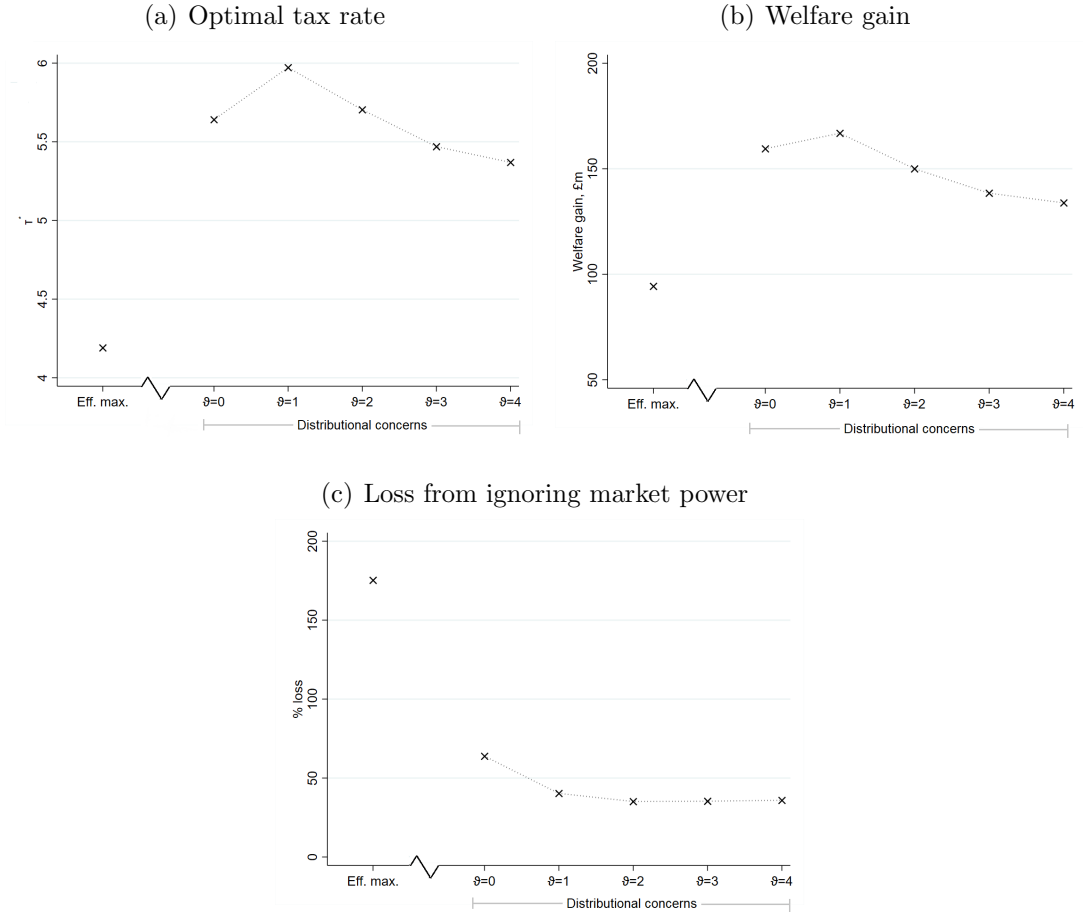 (a) Optimal tax rate
6
5.5
5
4.5
4
τ*
Eff. max.
ϑ=0
ϑ=1
ϑ=2
ϑ=3
ϑ=4
Distributional concerns
(b) Welfare gain
200
150
100
50
Welfare gain, £m
Eff. max.
ϑ=0
ϑ=1
ϑ=2
ϑ=3
ϑ=4
Distributional concerns
(c) Loss from ignoring market power
200
150
100
50
0
% loss
Eff. max.
ϑ=0
ϑ=1
ϑ=2
ϑ=3
ϑ=4
Distributional concerns